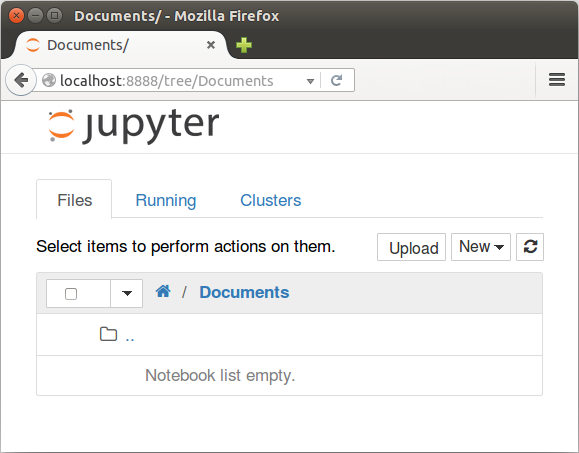 Documents/ - Mozilla Firefox
Documents/
localhost:8888/tree/Documents
jupyter
Files Running Clusters
Select items to perform actions on them. Upload New
/ Documents
..
Notebook list empty.